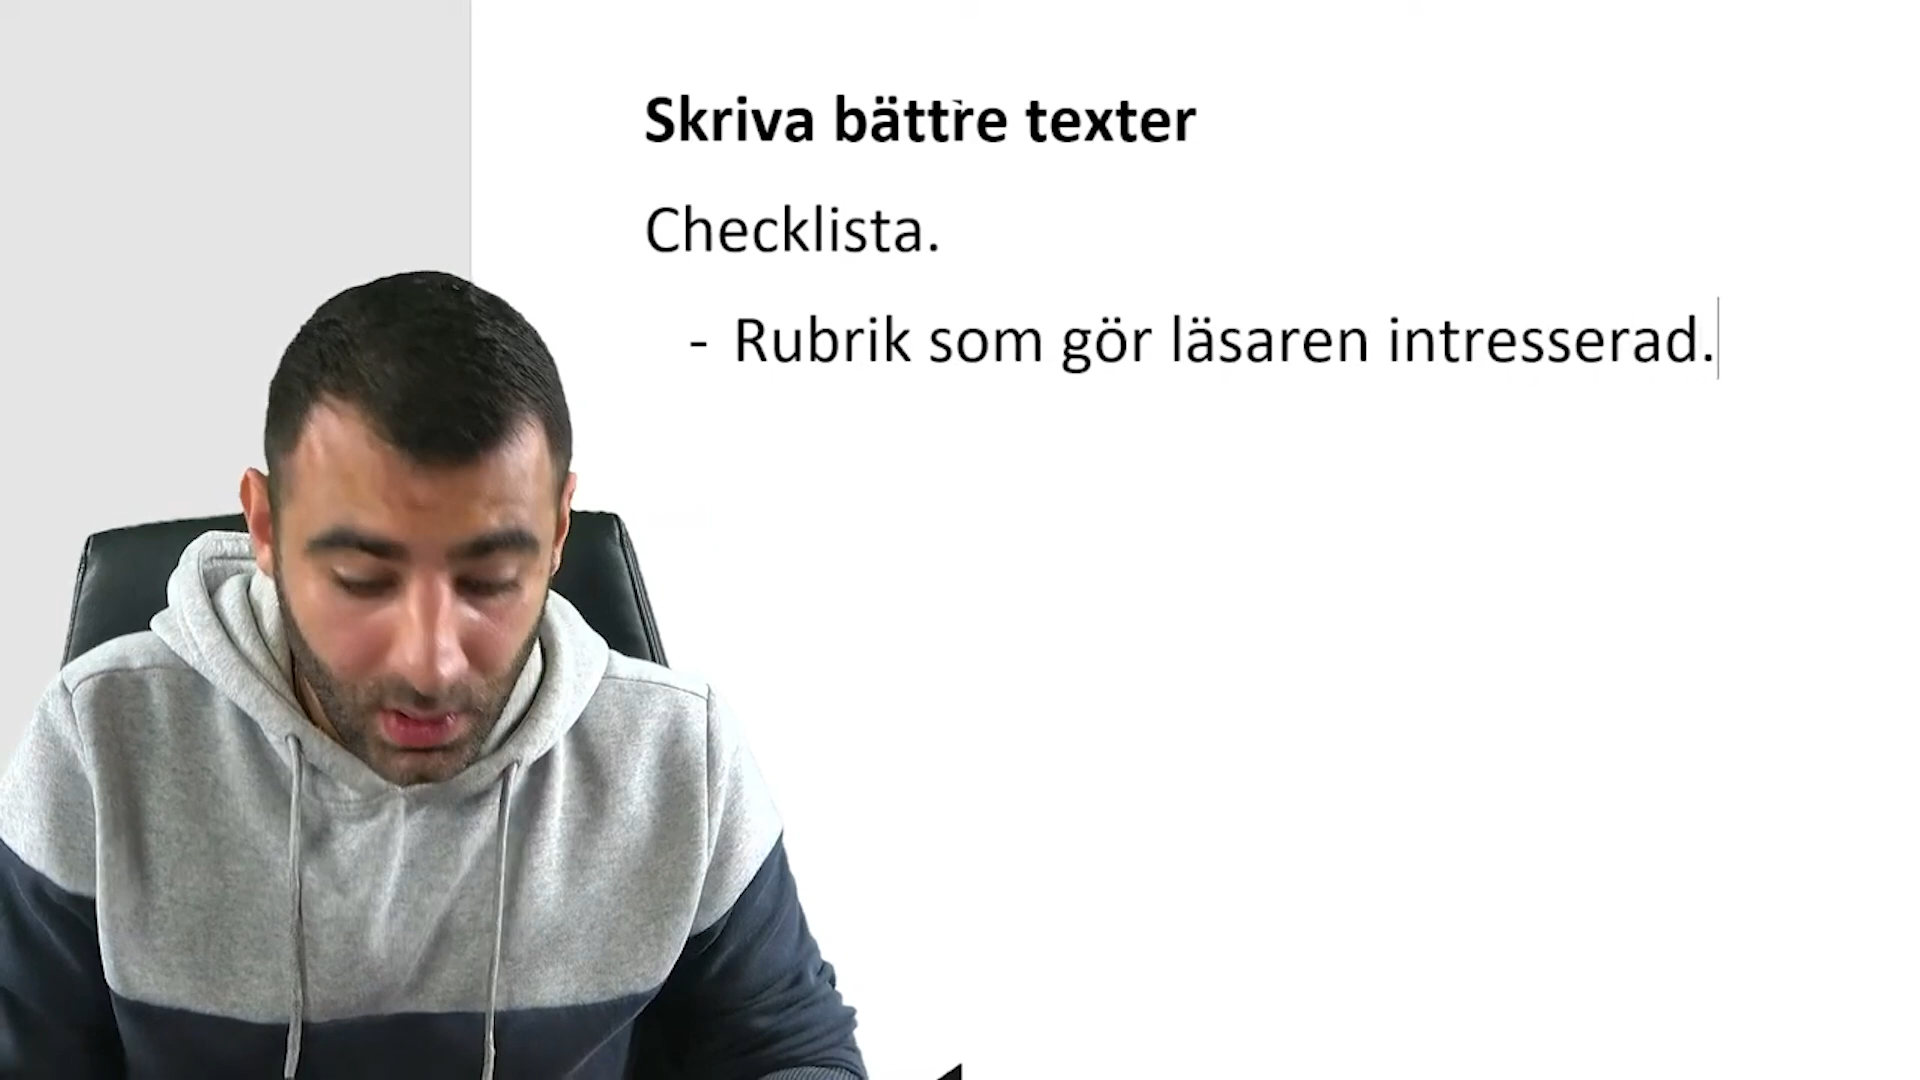 Skriva bättre texter
Checklista.
- Rubrik som gör läsaren intresserad.